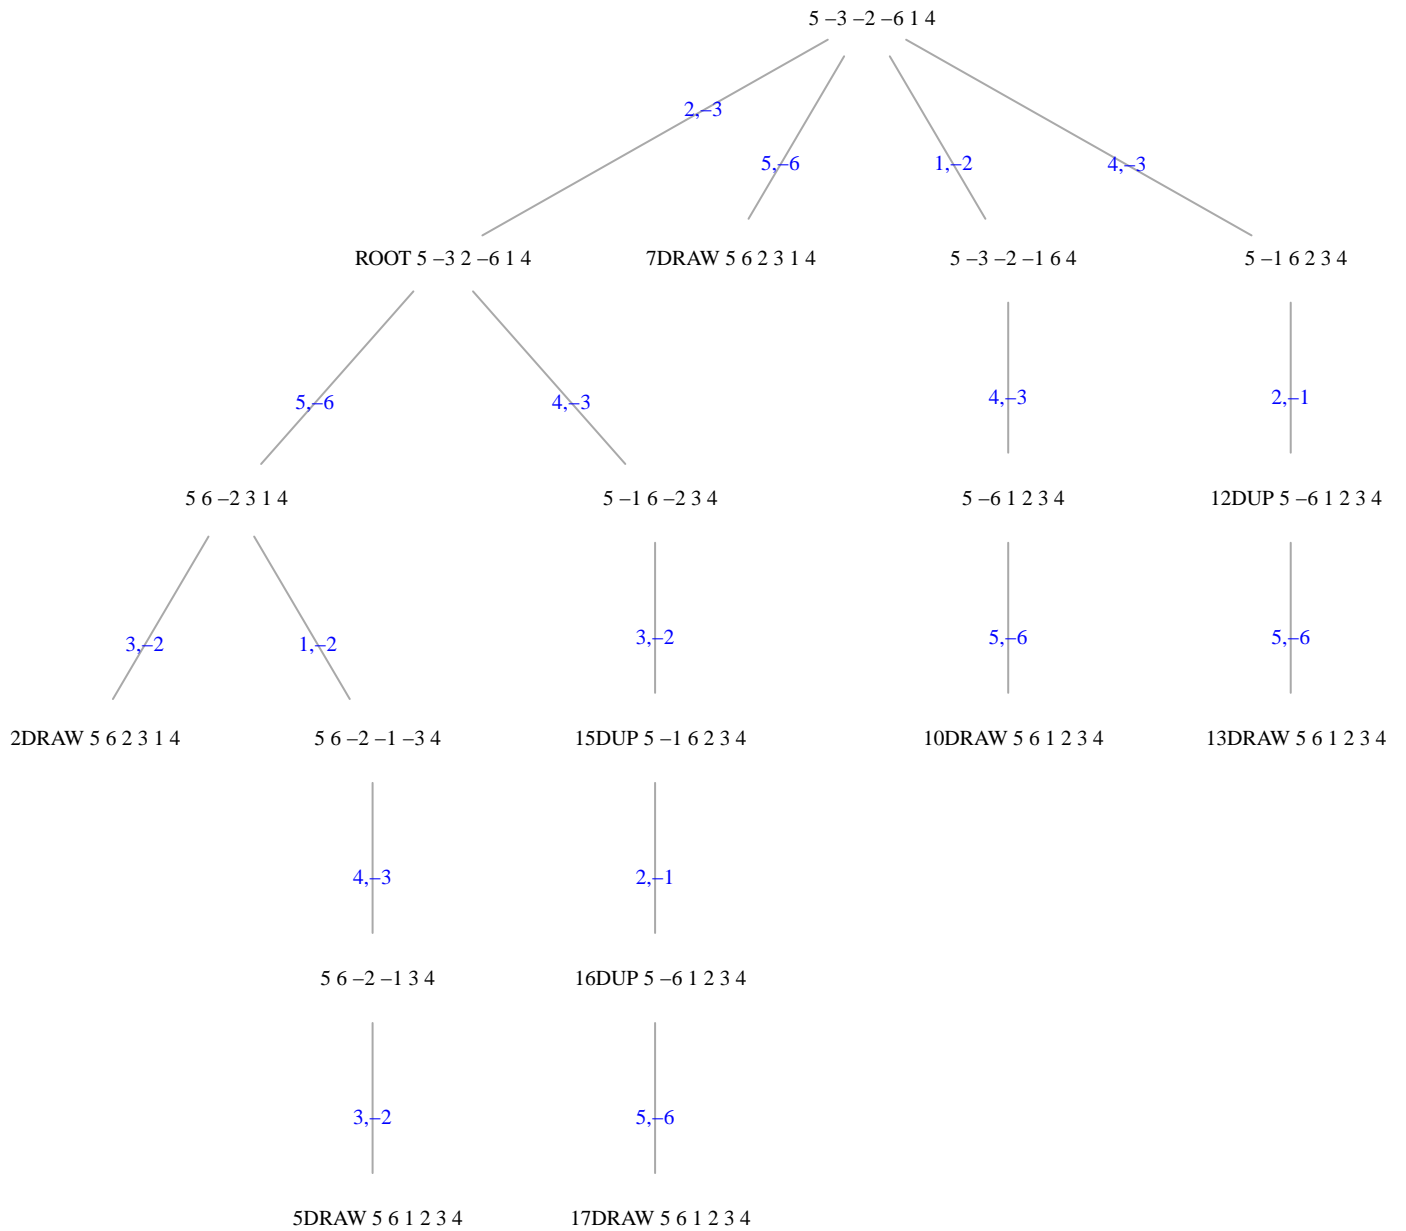 5 –3 –2 –6 1 4
2,–3
5,–6
1,–2
4,–3
ROOT 5 –3 2 –6 1 4
7DRAW 5 6 2 3 1 4
5 –3 –2 –1 6 4
5 –1 6 2 3 4
5,–6
4,–3
4,–3
2,–1
5 6 –2 3 1 4
5 –1 6 –2 3 4
5 –6 1 2 3 4
12DUP 5 –6 1 2 3 4
3,–2
1,–2
3,–2
5,–6
5,–6
2DRAW 5 6 2 3 1 4
5 6 –2 –1 –3 4
15DUP 5 –1 6 2 3 4
10DRAW 5 6 1 2 3 4
13DRAW 5 6 1 2 3 4
4,–3
2,–1
5 6 –2 –1 3 4
16DUP 5 –6 1 2 3 4
3,–2
5,–6
5DRAW 5 6 1 2 3 4
17DRAW 5 6 1 2 3 4